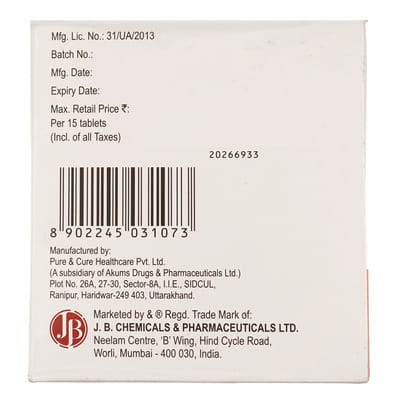 Mfg. Lic. No.: 31/UA/2013
Batch No.:
Mfg. Date:
Expiry Date:
Max. Retail Price ₹:
Per 15 tablets
(Incl. of all Taxes)
20266933
8 902245 031073
Manufactured by:
Pure & Cure Healthcare Pvt. Ltd.
(A subsidiary of Akums Drugs & Pharmaceuticals Ltd.)
Plot No. 26A, 27-30, Sector-8A, I.I.E., SIDCUL,
Ranipur, Haridwar-249 403, Uttarakhand.
JB
Marketed by & ® Regd. Trade Mark of:
J. B. CHEMICALS & PHARMACEUTICALS LTD.
Neelam Centre, 'B' Wing, Hind Cycle Road,
Worli, Mumbai - 400 030, India.